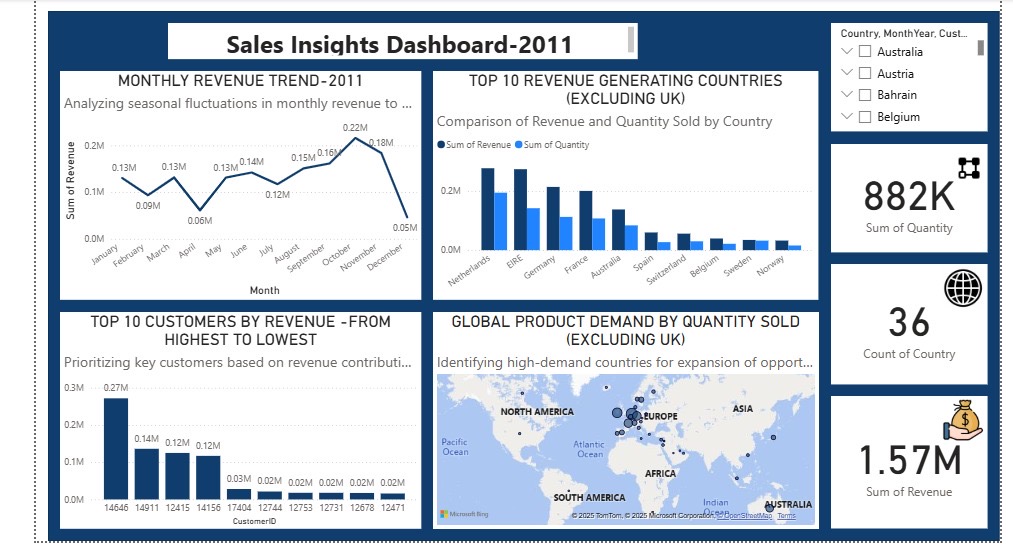 Sales Insights Dashboard-2011
Country, MonthYear, Cust...
Australia
Austria
Bahrain
Belgium
MONTHLY REVENUE TREND-2011
Analyzing seasonal fluctuations in monthly revenue to ...
Sum of Revenue
0.2M
0.1M
0.0M
0.13M
0.09M
0.13M
0.06M
0.13M
0.14M
0.12M
0.15M
0.16M
0.22M
0.18M
0.05M
January
February
March
April
May
June
July
August
September
October
November
December
Month
TOP 10 REVENUE GENERATING COUNTRIES
(EXCLUDING UK)
Comparison of Revenue and Quantity Sold by Country
Sum of Revenue Sum of Quantity
0.2M
0.0M
Netherlands
EIRE
Germany
France
Australia
Spain
Switzerland
Belgium
Sweden
Norway
882K
Sum of Quantity
36
Count of Country
1.57M
Sum of Revenue
TOP 10 CUSTOMERS BY REVENUE -FROM
HIGHEST TO LOWEST
Prioritizing key customers based on revenue contributi...
0.3M
0.2M
0.1M
0.0M
0.27M
0.14M
0.12M
0.12M
0.03M
0.02M
0.02M
0.02M
0.02M
0.02M
14646 14911 12415 14156 17404 12744 12753 12731 12678 12471
CustomerID
GLOBAL PRODUCT DEMAND BY QUANTITY SOLD
(EXCLUDING UK)
Identifying high-demand countries for expansion of opport...
NORTH AMERICA
EUROPE
ASIA
Pacific
Ocean
Atlantic
Ocean
AFRICA
SOUTH AMERICA
Indian
Ocean
AUSTRALIA
Microsoft Bing
© 2025 TomTom, © 2025 Microsoft Corporation, © OpenStreetMap Terms